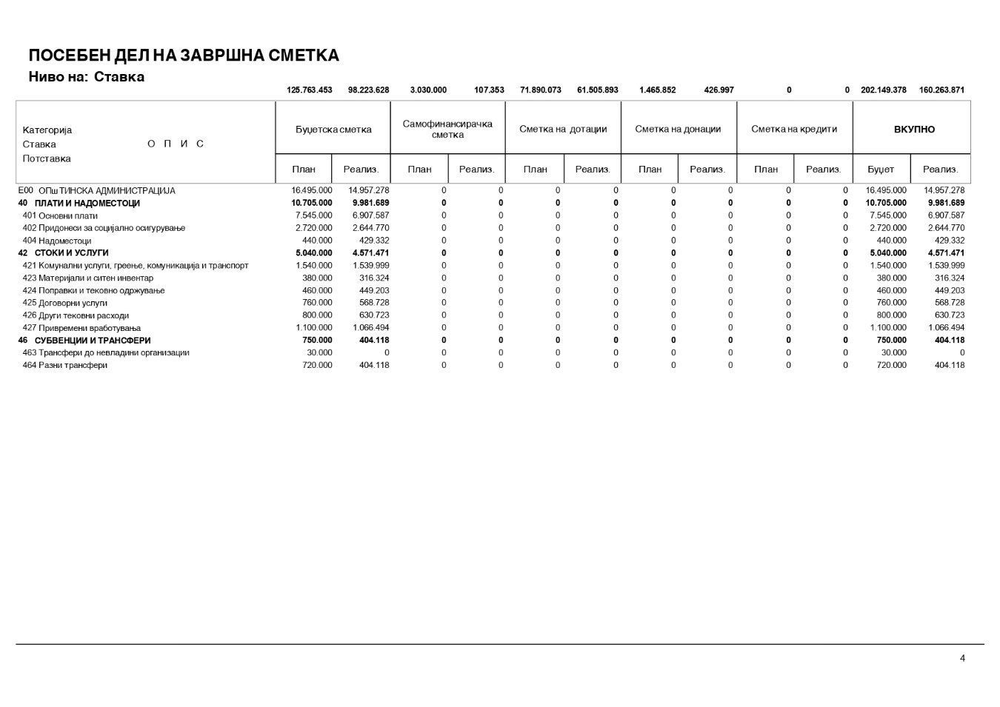 ПОСЕБЕН ДЕЛ НА ЗАВРШНА СМЕТКА
Ниво на: Ставка
125.763.453 98.223.628 3.030.000 107.353 71.890.073 61.505.893 1.465.852 426.997 0 0 202.149.378 160.263.871
Категорија
Ставка О П И С
Потставка
Буџетска сметка Самофинансирачка сметка Сметка на дотации Сметка на донации Сметка на кредити ВКУПНО
План Реализ. План Реализ. План Реализ. План Реализ. План Реализ. Буџет Реализ.
Е00 ОПш ТИНСКА АДМИНИСТРАЦИЈА 16.495.000 14.957.278 0 0 0 0 0 0 0 0 16.495.000 14.957.278
40 ПЛАТИ И НАДОМЕСТОЦИ 10.705.000 9.981.689 0 0 0 0 0 0 0 0 10.705.000 9.981.689
401 Основни плати 7.545.000 6.907.587 0 0 0 0 0 0 0 0 7.545.000 6.907.587
402 Придонеси за социјално осигурување 2.720.000 2.644.770 0 0 0 0 0 0 0 0 2.720.000 2.644.770
404 Надоместоци 440.000 429.332 0 0 0 0 0 0 0 0 440.000 429.332
42 СТОКИ И УСЛУГИ 5.040.000 4.571.471 0 0 0 0 0 0 0 0 5.040.000 4.571.471
421 Комунални услуги, греење, комуникација и транспорт 1.540.000 1.539.999 0 0 0 0 0 0 0 0 1.540.000 1.539.999
423 Материјали и ситен инвентар 380.000 316.324 0 0 0 0 0 0 0 0 380.000 316.324
424 Поправки и тековно одржување 460.000 449.203 0 0 0 0 0 0 0 0 460.000 449.203
425 Договорни услуги 760.000 568.728 0 0 0 0 0 0 0 0 760.000 568.728
426 Други тековни расходи 800.000 630.723 0 0 0 0 0 0 0 0 800.000 630.723
427 Привремени вработувања 1.100.000 1.066.494 0 0 0 0 0 0 0 0 1.100.000 1.066.494
46 СУБВЕНЦИИ И ТРАНСФЕРИ 750.000 404.118 0 0 0 0 0 0 0 0 750.000 404.118
463 Трансфери до невладини организации 30.000 0 0 0 0 0 0 0 0 0 30.000 0
464 Разни трансфери 720.000 404.118 0 0 0 0 0 0 0 0 720.000 404.118
4